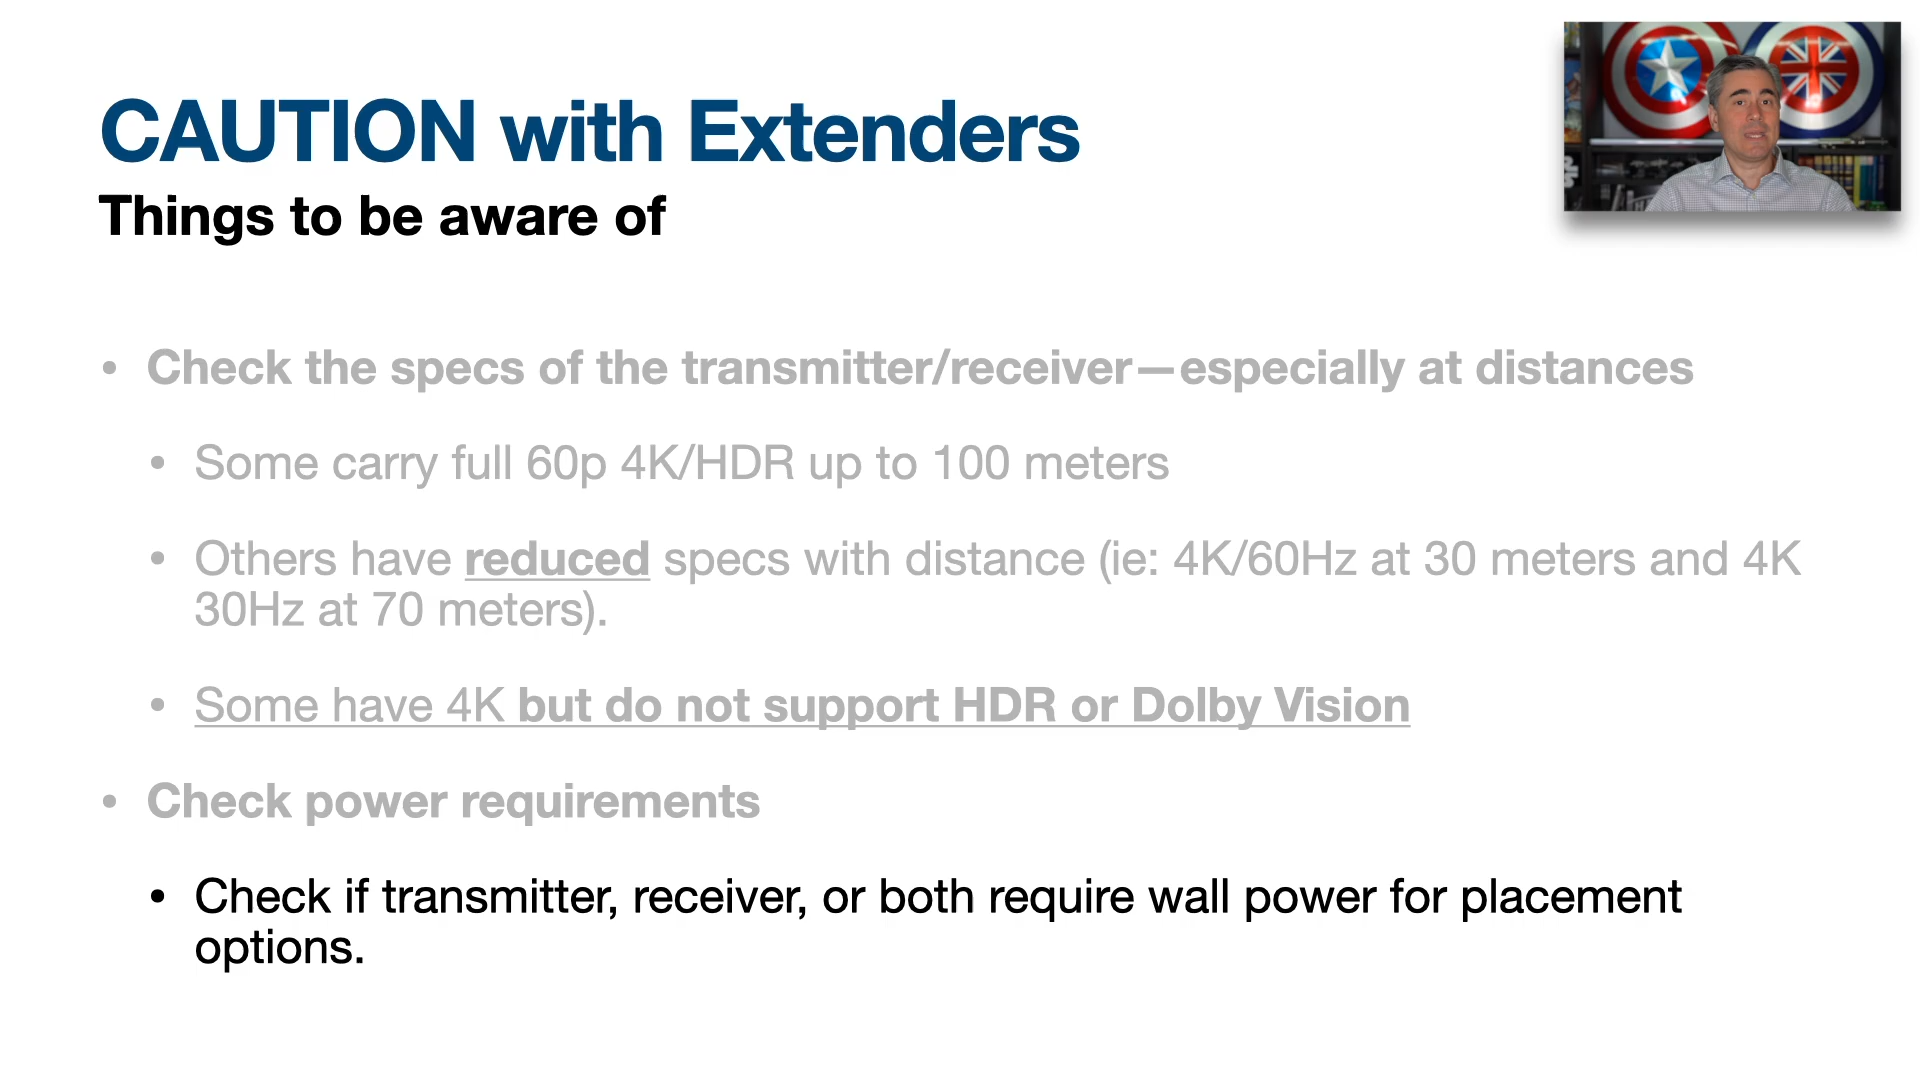 CAUTION with Extenders
Things to be aware of
• Check the specs of the transmitter/receiver—especially at distances
• Some carry full 60p 4K/HDR up to 100 meters
• Others have reduced specs with distance (ie: 4K/60Hz at 30 meters and 4K
30Hz at 70 meters).
• Some have 4K but do not support HDR or Dolby Vision
• Check power requirements
• Check if transmitter, receiver, or both require wall power for placement
options.